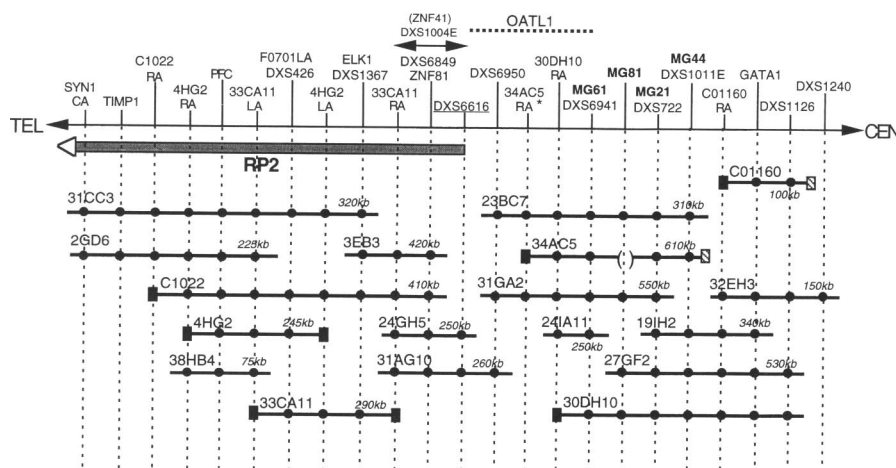 (ZNF41)
DXS1004E
OATL1
C1022
RA
F0701LA
DXS426
ELK1
DXS1367
DXS6849
ZNF81
30DH10
RA
MG81
MG44
DXS1011E
SYN1
CA
TIMP1
4HG2
RA
PFC
33CA11
LA
4HG2
LA
33CA11
RA
DXS6616
DXS6950
34AC5
RA *
MG61
DXS6941
MG21
DXS722
C01160
RA
GATA1
DXS1126
DXS1240
TEL
CEN
RP2
C01160
100kb
31CC3 320kb
23BC7 310kb
2GD6 225kb
3EB3 420kb
34AC5 (·) 610kb
C1022 410kb
31GA2 550kb
32EH3 150kb
4HG2 245kb
24GH5 250kb
24IA11
250kb
19IH2 340kb
38HB4 75kb
31AG10 260kb
27GF2 530kb
33CA11 290kb
30DH10